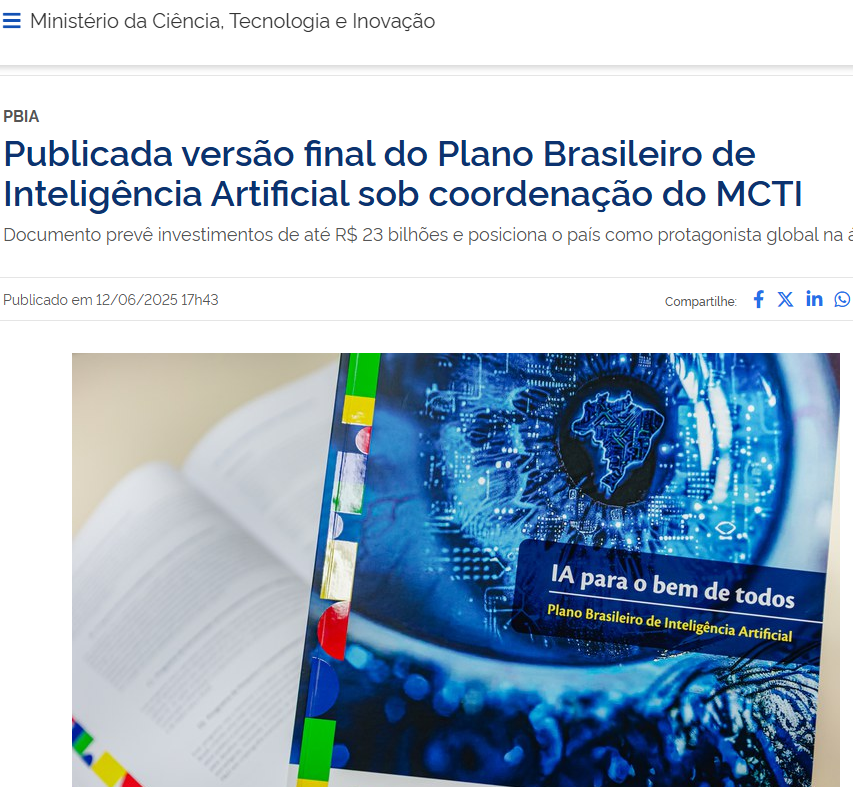 Ministério da Ciência, Tecnologia e Inovação
PBIA
Publicada versão final do Plano Brasileiro de
Inteligência Artificial sob coordenação do MCTI
Documento prevê investimentos de até R$ 23 bilhões e posiciona o país como protagonista global na
Publicado em 12/06/2025 17h43
Compartilhe:
IA para o bem de todos
Plano Brasileiro de Inteligência Artificial